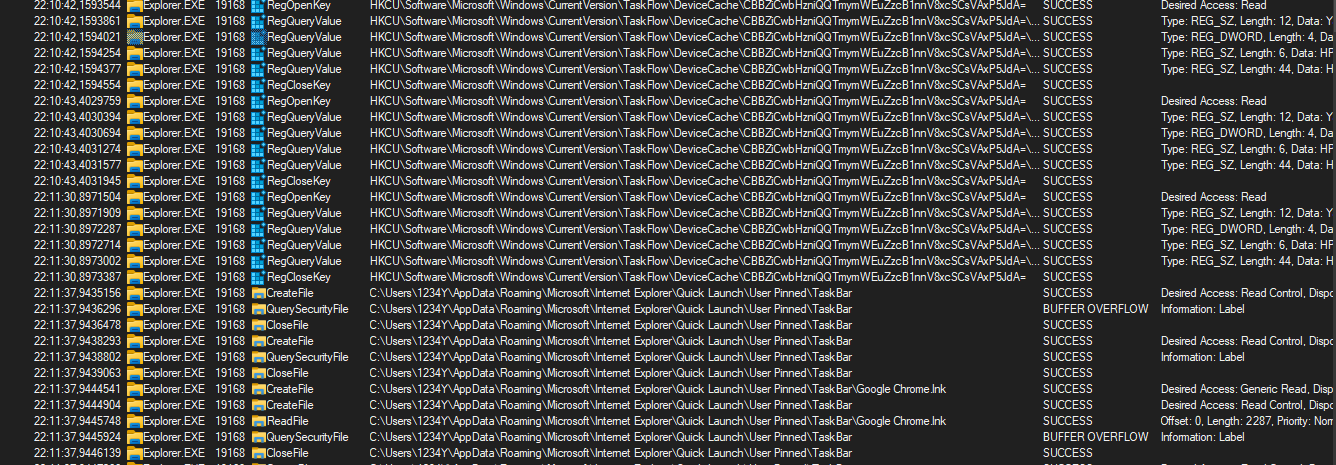 22:10:42,1593544 Explorer.EXE 19168 RegOpenKey HKCU\Software\Microsoft\Windows\CurrentVersion\TaskFlow\DeviceCache\CBBZiCwbHzniQQTmymWEuZzcB1nnV8xcSCsVAxP5JdA= SUCCESS Desired Access: Read
22:10:42,1593861 Explorer.EXE 19168 RegQueryValue HKCU\Software\Microsoft\Windows\CurrentVersion\TaskFlow\DeviceCache\CBBZiCwbHzniQQTmymWEuZzcB1nnV8xcSCsVAxP5JdA=\... SUCCESS Type: REG_SZ, Length: 12, Data: Y
22:10:42,1594021 Explorer.EXE 19168 RegQueryValue HKCU\Software\Microsoft\Windows\CurrentVersion\TaskFlow\DeviceCache\CBBZiCwbHzniQQTmymWEuZzcB1nnV8xcSCsVAxP5JdA=\... SUCCESS Type: REG_DWORD, Length: 4, Da
22:10:42,1594254 Explorer.EXE 19168 RegQueryValue HKCU\Software\Microsoft\Windows\CurrentVersion\TaskFlow\DeviceCache\CBBZiCwbHzniQQTmymWEuZzcB1nnV8xcSCsVAxP5JdA=\... SUCCESS Type: REG_SZ, Length: 6, Data: HF
22:10:42,1594377 Explorer.EXE 19168 RegQueryValue HKCU\Software\Microsoft\Windows\CurrentVersion\TaskFlow\DeviceCache\CBBZiCwbHzniQQTmymWEuZzcB1nnV8xcSCsVAxP5JdA=\... SUCCESS Type: REG_SZ, Length: 44, Data: H
22:10:42,1594554 Explorer.EXE 19168 RegCloseKey HKCU\Software\Microsoft\Windows\CurrentVersion\TaskFlow\DeviceCache\CBBZiCwbHzniQQTmymWEuZzcB1nnV8xcSCsVAxP5JdA= SUCCESS
22:10:43,4029759 Explorer.EXE 19168 RegOpenKey HKCU\Software\Microsoft\Windows\CurrentVersion\TaskFlow\DeviceCache\CBBZiCwbHzniQQTmymWEuZzcB1nnV8xcSCsVAxP5JdA= SUCCESS Desired Access: Read
22:10:43,4030394 Explorer.EXE 19168 RegQueryValue HKCU\Software\Microsoft\Windows\CurrentVersion\TaskFlow\DeviceCache\CBBZiCwbHzniQQTmymWEuZzcB1nnV8xcSCsVAxP5JdA=\... SUCCESS Type: REG_SZ, Length: 12, Data: Y
22:10:43,4030694 Explorer.EXE 19168 RegQueryValue HKCU\Software\Microsoft\Windows\CurrentVersion\TaskFlow\DeviceCache\CBBZiCwbHzniQQTmymWEuZzcB1nnV8xcSCsVAxP5JdA=\... SUCCESS Type: REG_DWORD, Length: 4, Da
22:10:43,4031274 Explorer.EXE 19168 RegQueryValue HKCU\Software\Microsoft\Windows\CurrentVersion\TaskFlow\DeviceCache\CBBZiCwbHzniQQTmymWEuZzcB1nnV8xcSCsVAxP5JdA=\... SUCCESS Type: REG_SZ, Length: 6, Data: HF
22:10:43,4031577 Explorer.EXE 19168 RegQueryValue HKCU\Software\Microsoft\Windows\CurrentVersion\TaskFlow\DeviceCache\CBBZiCwbHzniQQTmymWEuZzcB1nnV8xcSCsVAxP5JdA=\... SUCCESS Type: REG_SZ, Length: 44, Data: H
22:10:43,4031945 Explorer.EXE 19168 RegCloseKey HKCU\Software\Microsoft\Windows\CurrentVersion\TaskFlow\DeviceCache\CBBZiCwbHzniQQTmymWEuZzcB1nnV8xcSCsVAxP5JdA= SUCCESS
22:11:30,8971504 Explorer.EXE 19168 RegOpenKey HKCU\Software\Microsoft\Windows\CurrentVersion\TaskFlow\DeviceCache\CBBZiCwbHzniQQTmymWEuZzcB1nnV8xcSCsVAxP5JdA= SUCCESS Desired Access: Read
22:11:30,8971909 Explorer.EXE 19168 RegQueryValue HKCU\Software\Microsoft\Windows\CurrentVersion\TaskFlow\DeviceCache\CBBZiCwbHzniQQTmymWEuZzcB1nnV8xcSCsVAxP5JdA=\... SUCCESS Type: REG_SZ, Length: 12, Data: Y
22:11:30,8972287 Explorer.EXE 19168 RegQueryValue HKCU\Software\Microsoft\Windows\CurrentVersion\TaskFlow\DeviceCache\CBBZiCwbHzniQQTmymWEuZzcB1nnV8xcSCsVAxP5JdA=\... SUCCESS Type: REG_DWORD, Length: 4, Da
22:11:30,8972714 Explorer.EXE 19168 RegQueryValue HKCU\Software\Microsoft\Windows\CurrentVersion\TaskFlow\DeviceCache\CBBZiCwbHzniQQTmymWEuZzcB1nnV8xcSCsVAxP5JdA=\... SUCCESS Type: REG_SZ, Length: 6, Data: HF
22:11:30,8973002 Explorer.EXE 19168 RegQueryValue HKCU\Software\Microsoft\Windows\CurrentVersion\TaskFlow\DeviceCache\CBBZiCwbHzniQQTmymWEuZzcB1nnV8xcSCsVAxP5JdA=\... SUCCESS Type: REG_SZ, Length: 44, Data: H
22:11:30,8973387 Explorer.EXE 19168 RegCloseKey HKCU\Software\Microsoft\Windows\CurrentVersion\TaskFlow\DeviceCache\CBBZiCwbHzniQQTmymWEuZzcB1nnV8xcSCsVAxP5JdA= SUCCESS
22:11:37,9435156 Explorer.EXE 19168 CreateFile C:\Users\1234Y\AppData\Roaming\Microsoft\Internet Explorer\Quick Launch\User Pinned\TaskBar SUCCESS Desired Access: Read Control, Dispo
22:11:37,9436296 Explorer.EXE 19168 QuerySecurityFile C:\Users\1234Y\AppData\Roaming\Microsoft\Internet Explorer\Quick Launch\User Pinned\TaskBar BUFFER OVERFLOW Information: Label
22:11:37,9436478 Explorer.EXE 19168 CloseFile C:\Users\1234Y\AppData\Roaming\Microsoft\Internet Explorer\Quick Launch\User Pinned\TaskBar SUCCESS
22:11:37,9438293 Explorer.EXE 19168 CreateFile C:\Users\1234Y\AppData\Roaming\Microsoft\Internet Explorer\Quick Launch\User Pinned\TaskBar SUCCESS Desired Access: Read Control, Dispo
22:11:37,9438802 Explorer.EXE 19168 QuerySecurityFile C:\Users\1234Y\AppData\Roaming\Microsoft\Internet Explorer\Quick Launch\User Pinned\TaskBar SUCCESS Information: Label
22:11:37,9439063 Explorer.EXE 19168 CloseFile C:\Users\1234Y\AppData\Roaming\Microsoft\Internet Explorer\Quick Launch\User Pinned\TaskBar SUCCESS
22:11:37,9444541 Explorer.EXE 19168 CreateFile C:\Users\1234Y\AppData\Roaming\Microsoft\Internet Explorer\Quick Launch\User Pinned\TaskBar\Google Chrome.lnk SUCCESS Desired Access: Generic Read, Disp
22:11:37,9444904 Explorer.EXE 19168 CreateFile C:\Users\1234Y\AppData\Roaming\Microsoft\Internet Explorer\Quick Launch\User Pinned\TaskBar SUCCESS Desired Access: Read Control, Dispo
22:11:37,9445748 Explorer.EXE 19168 ReadFile C:\Users\1234Y\AppData\Roaming\Microsoft\Internet Explorer\Quick Launch\User Pinned\TaskBar\Google Chrome.lnk SUCCESS Offset: 0, Length: 2287, Priority: Nom
22:11:37,9445924 Explorer.EXE 19168 QuerySecurityFile C:\Users\1234Y\AppData\Roaming\Microsoft\Internet Explorer\Quick Launch\User Pinned\TaskBar BUFFER OVERFLOW Information: Label
22:11:37,9446139 Explorer.EXE 19168 CloseFile C:\Users\1234Y\AppData\Roaming\Microsoft\Internet Explorer\Quick Launch\User Pinned\TaskBar SUCCESS